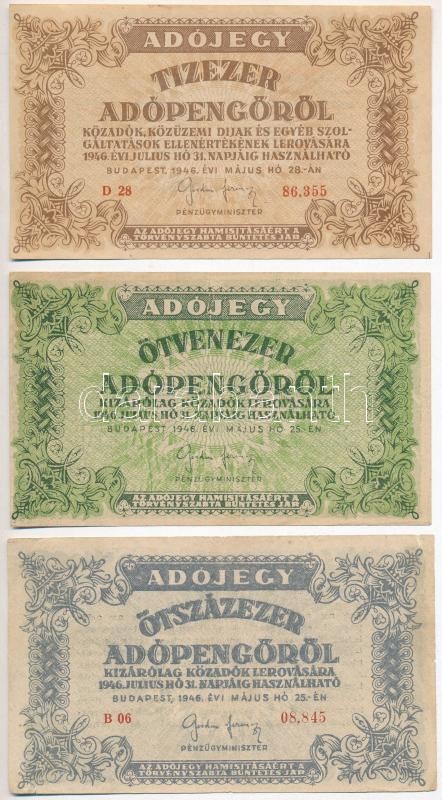 ADÓJEGY
TIZEZER
ADÓPENGŐRŐL
KÖZADÓK, KÖZÜZEMI DIJAK ÉS EGYÉB SZOL-
GÁLTATÁSOK ELLENÉRTÉKÉNEK LEROVÁSÁRA
1946. ÉVI JULIUS HÓ 31. NAPJÁIG HASZNÁLHATÓ
BUDAPEST, 1946. ÉVI MÁJUS HÓ 28.-ÁN
D 28 86,355
PÉNZÜGYMINISZTER
AZ ADÓJEGY HAMISITÁSÁÉRT A
TÖRVÉNYSZABTA BÜNTETÉS JÁR
ADÓJEGY
ÖTVENEZER
ADÓPENGŐRŐL
KIZÁRÓLAG KÖZADÓK LEROVÁSÁRA
1946. JULIUS HÓ 31. NAPJÁIG HASZNÁLHATÓ
BUDAPEST, 1946. ÉVI MÁJUS HÓ 25.-ÉN
PÉNZÜGYMINISZTER
AZ ADÓJEGY HAMISITÁSÁÉRT A
TÖRVÉNYSZABTA BÜNTETÉS JÁR
ADÓJEGY
ÖTSZÁZEZER
ADÓPENGŐRŐL
KIZÁRÓLAG KÖZADÓK LEROVÁSÁRA
1946. JULIUS HÓ 31. NAPJÁIG HASZNÁLHATÓ
BUDAPEST, 1946. ÉVI MÁJUS HÓ 25.-ÉN
B 06 08,845
PÉNZÜGYMINISZTER
AZ ADÓJEGY HAMISITÁSÁÉRT A
TÖRVÉNYSZABTA BÜNTETÉS JÁR